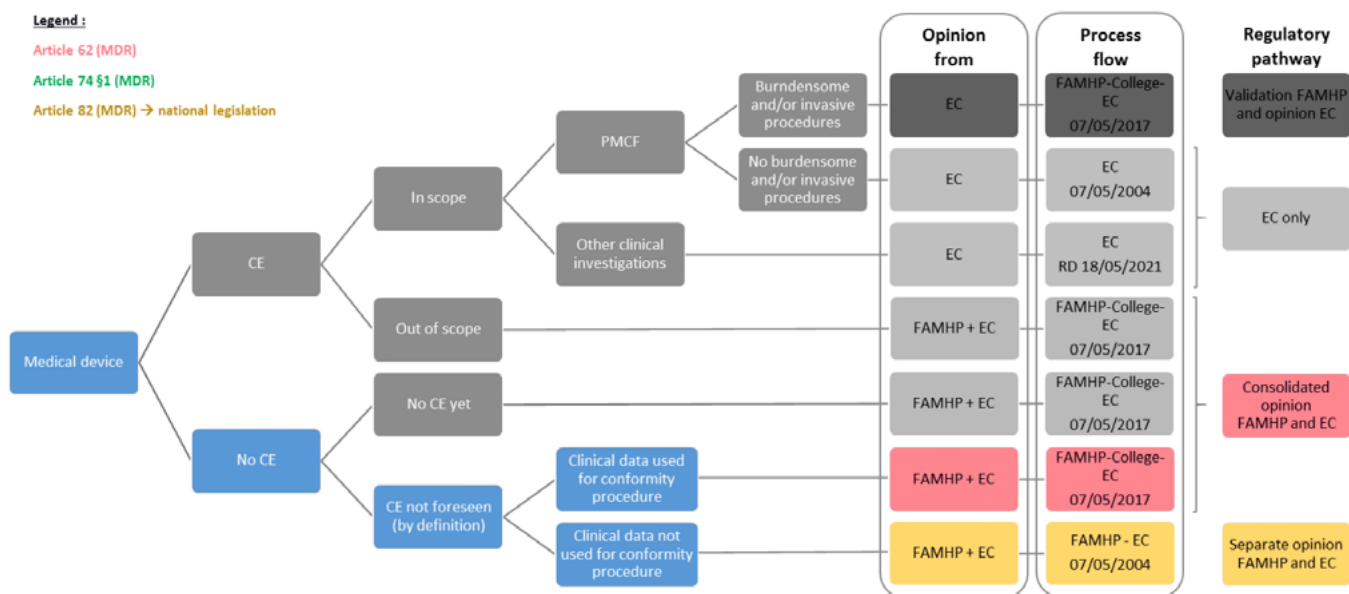 Legend :
Article 62 (MDR)
Article 74 §1 (MDR)
Article 82 (MDR) → national legislation
Opinion
from
Process
flow
Regulatory
pathway
Burndensome
and/or invasive
procedures
EC
FAMHP-College-
EC
07/05/2017
Validation FAMHP
and opinion EC
PMCF
No burdensome
and/or invasive
procedures
EC
EC
07/05/2004
In scope
EC only
Other clinical
investigations
EC
EC
RD 18/05/2021
CE
Out of scope
FAMHP + EC
FAMHP-College-
EC
07/05/2017
Medical device
No CE yet
FAMHP + EC
FAMHP-College-
EC
07/05/2017
Consolidated
opinion
FAMHP and EC
No CE
Clinical data used
for conformity
procedure
FAMHP + EC
FAMHP-College-
EC
07/05/2017
CE not foreseen
(by definition)
Clinical data not
used for conformity
procedure
FAMHP + EC
FAMHP - EC
07/05/2004
Separate opinion
FAMHP and EC